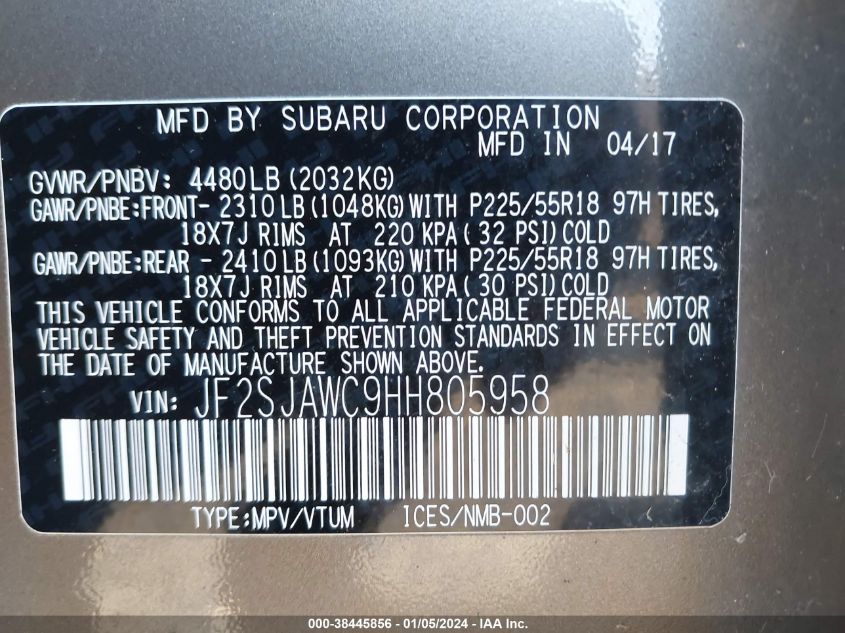 MFD BY SUBARU CORPORATION
MFD IN 04/17
GVWR/PNBV: 4480LB (2032KG)
GAWR/PNBE:FRONT- 2310LB (1048KG) WITH P225/55R18 97H TIRES,
18X7J RIMS AT 220 KPA ( 32 PSI) COLD
GAWR/PNBE:REAR - 2410LB (1093KG) WITH P225/55R18 97H TIRES,
18X7J RIMS AT 210 KPA ( 30 PSI) COLD
THIS VEHICLE CONFORMS TO ALL APPLICABLE FEDERAL MOTOR
VEHICLE SAFETY AND THEFT PREVENTION STANDARDS IN EFFECT ON
THE DATE OF MANUFACTURE SHOWN ABOVE.
VIN: JF2SJAWC9HH805958
TYPE:MPV/VTUM ICES/NMB-002
000-38445856 - 01/05/2024 - IAA Inc.